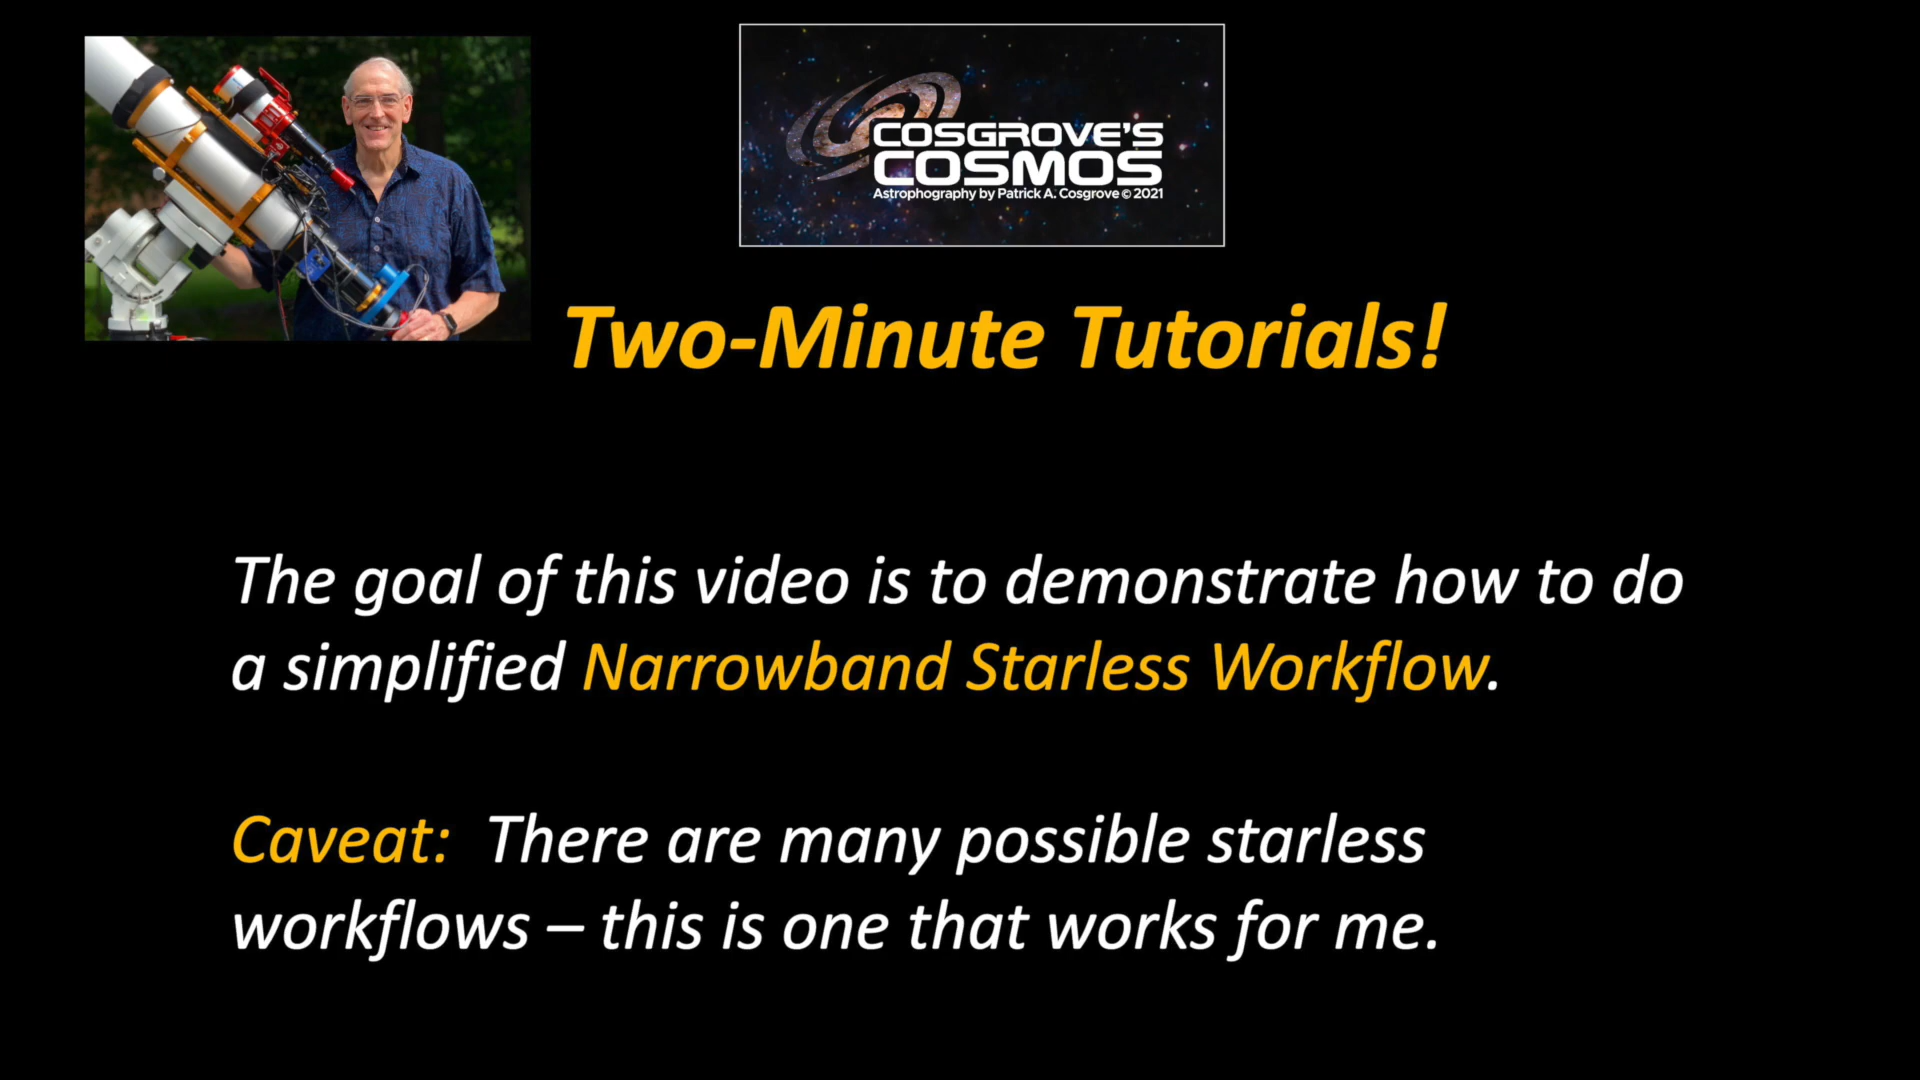 COSGROVE'S
COSMOS
Astrophography by Patrick A. Cosgrove © 2021
Two-Minute Tutorials!
The goal of this video is to demonstrate how to do
a simplified Narrowband Starless Workflow.
Caveat: There are many possible starless
workflows – this is one that works for me.